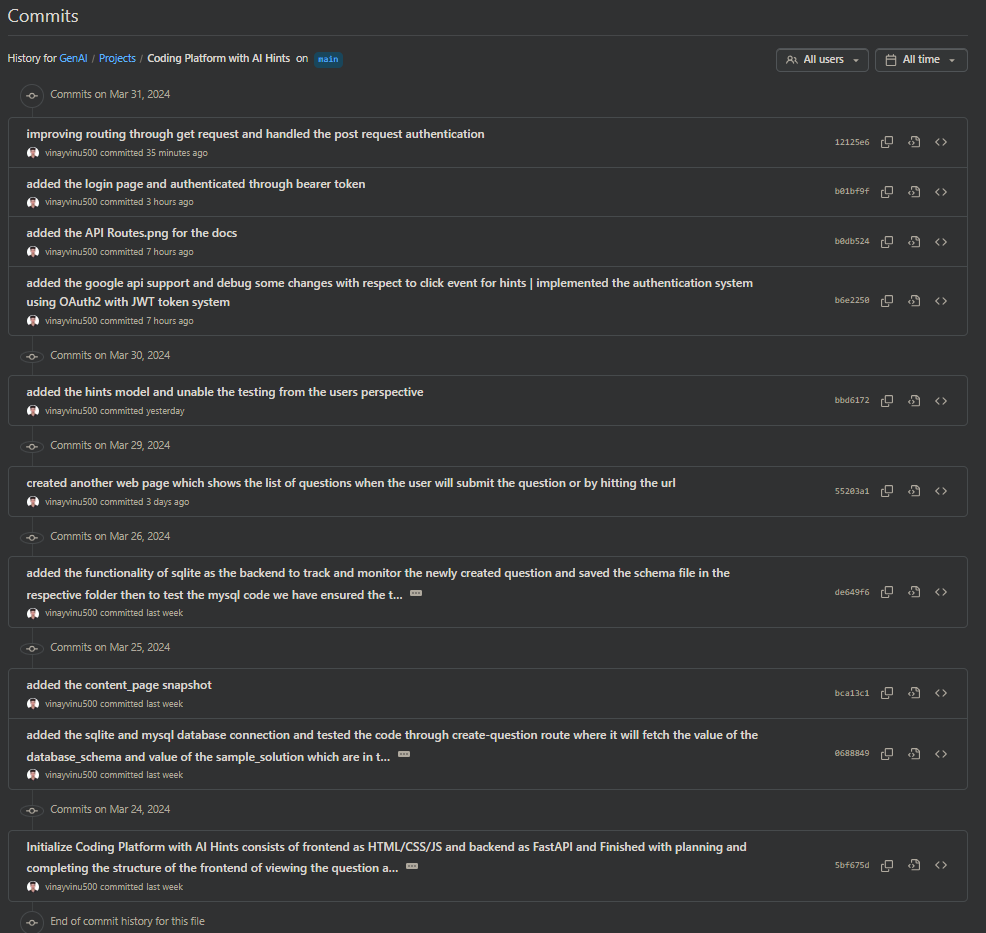 Commits
History for GenAI / Projects / Coding Platform with AI Hints on main
All users
All time
Commits on Mar 31, 2024
improving routing through get request and handled the post request authentication
vinayvinu500 committed 35 minutes ago
12125e6
added the login page and authenticated through bearer token
vinayvinu500 committed 3 hours ago
b01bf9f
added the API Routes.png for the docs
vinayvinu500 committed 7 hours ago
b0db524
added the google api support and debug some changes with respect to click event for hints | implemented the authentication system
using OAuth2 with JWT token system
vinayvinu500 committed 7 hours ago
b6e2250
Commits on Mar 30, 2024
added the hints model and unable the testing from the users perspective
vinayvinu500 committed yesterday
bbd6172
Commits on Mar 29, 2024
created another web page which shows the list of questions when the user will submit the question or by hitting the url
vinayvinu500 committed 3 days ago
55203a1
Commits on Mar 26, 2024
added the functionality of sqlite as the backend to track and monitor the newly created question and saved the schema file in the
respective folder then to test the mysql code we have ensured the t...
vinayvinu500 committed last week
de649f6
Commits on Mar 25, 2024
added the content_page snapshot
vinayvinu500 committed last week
bca13c1
added the sqlite and mysql database connection and tested the code through create-question route where it will fetch the value of the
database_schema and value of the sample_solution which are in t...
vinayvinu500 committed last week
0688849
Commits on Mar 24, 2024
Initialize Coding Platform with AI Hints consists of frontend as HTML/CSS/JS and backend as FastAPI and Finished with planning and
completing the structure of the frontend of viewing the question a...
vinayvinu500 committed last week
5bf675d
End of commit history for this file